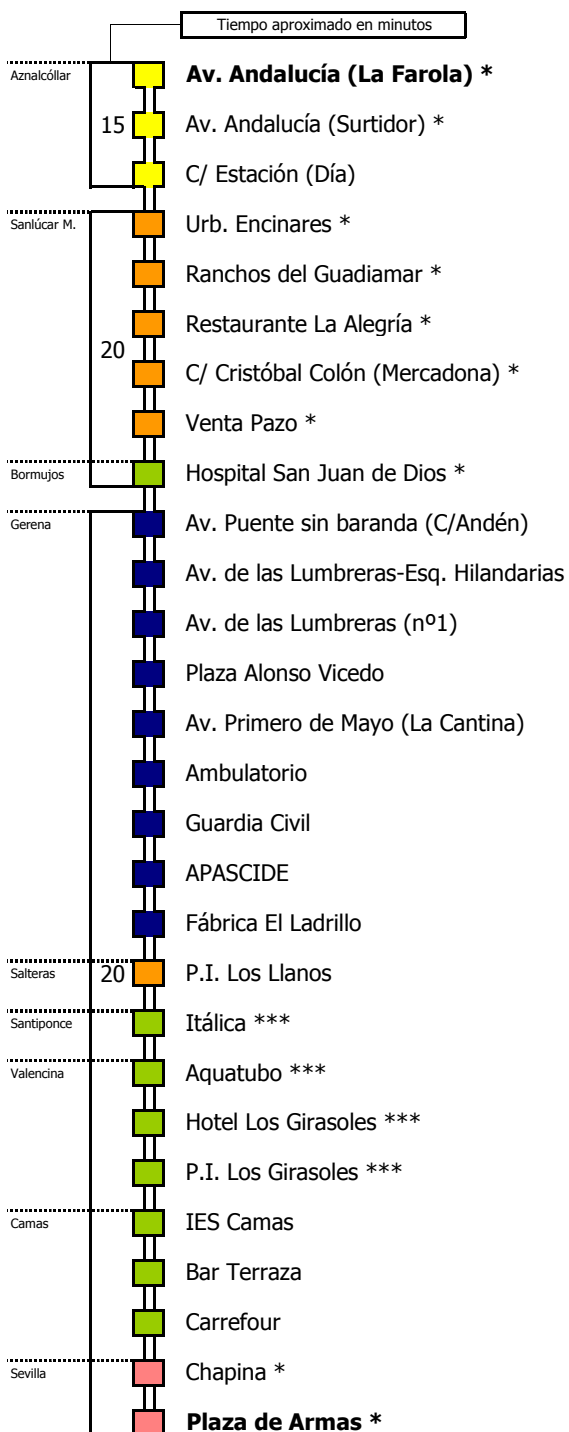 Tiempo aproximado en minutos
Aznalcóllar
Av. Andalucía (La Farola) *
15
Av. Andalucía (Surtidor) *
C/ Estación (Día)
Sanlúcar M.
Urb. Encinares *
Ranchos del Guadiamar *
Restaurante La Alegría *
20
C/ Cristóbal Colón (Mercadona) *
Venta Pazo *
Bormujos
Hospital San Juan de Dios *
Gerena
Av. Puente sin baranda (C/Andén)
Av. de las Lumbreras-Esq. Hilandarias
Av. de las Lumbreras (nº1)
Plaza Alonso Vicedo
Av. Primero de Mayo (La Cantina)
Ambulatorio
Guardia Civil
APASCIDE
Fábrica El Ladrillo
Salteras
20
P.I. Los Llanos
Santiponce
Itálica ***
Valencina
Aquatubo ***
Hotel Los Girasoles ***
P.I. Los Girasoles ***
Camas
IES Camas
Bar Terraza
Carrefour
Sevilla
Chapina *
Plaza de Armas *